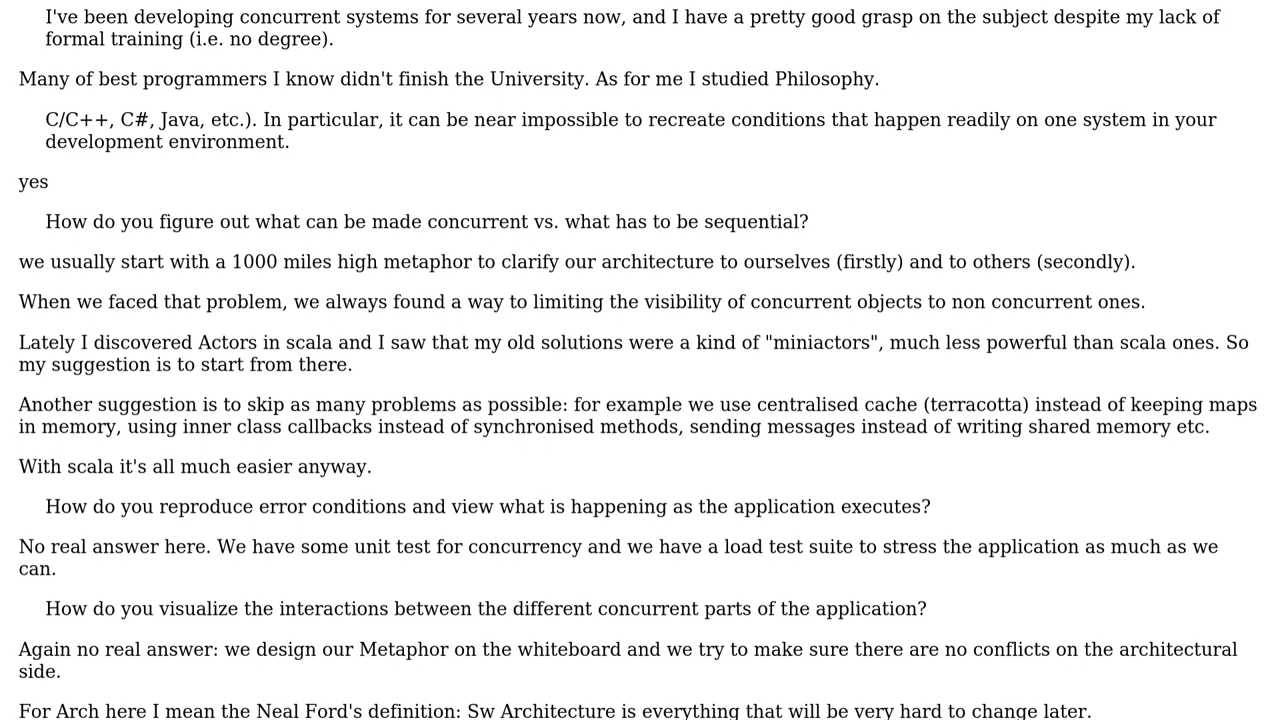 I've been developing concurrent systems for several years now, and I have a pretty good grasp on the subject despite my lack of
formal training (i.e. no degree).
Many of best programmers I know didn't finish the University. As for me I studied Philosophy.
C/C++, C#, Java, etc.). In particular, it can be near impossible to recreate conditions that happen readily on one system in your
development environment.
yes
How do you figure out what can be made concurrent vs. what has to be sequential?
we usually start with a 1000 miles high metaphor to clarify our architecture to ourselves (firstly) and to others (secondly).
When we faced that problem, we always found a way to limiting the visibility of concurrent objects to non concurrent ones.
Lately I discovered Actors in scala and I saw that my old solutions were a kind of "miniactors", much less powerful than scala ones. So
my suggestion is to start from there.
Another suggestion is to skip as many problems as possible: for example we use centralised cache (terracotta) instead of keeping maps
in memory, using inner class callbacks instead of synchronised methods, sending messages instead of writing shared memory etc.
With scala it's all much easier anyway.
How do you reproduce error conditions and view what is happening as the application executes?
No real answer here. We have some unit test for concurrency and we have a load test suite to stress the application as much as we
can.
How do you visualize the interactions between the different concurrent parts of the application?
Again no real answer: we design our Metaphor on the whiteboard and we try to make sure there are no conflicts on the architectural
side.
For Arch here I mean the Neal Ford's definition: Sw Architecture is everything that will be very hard to change later.